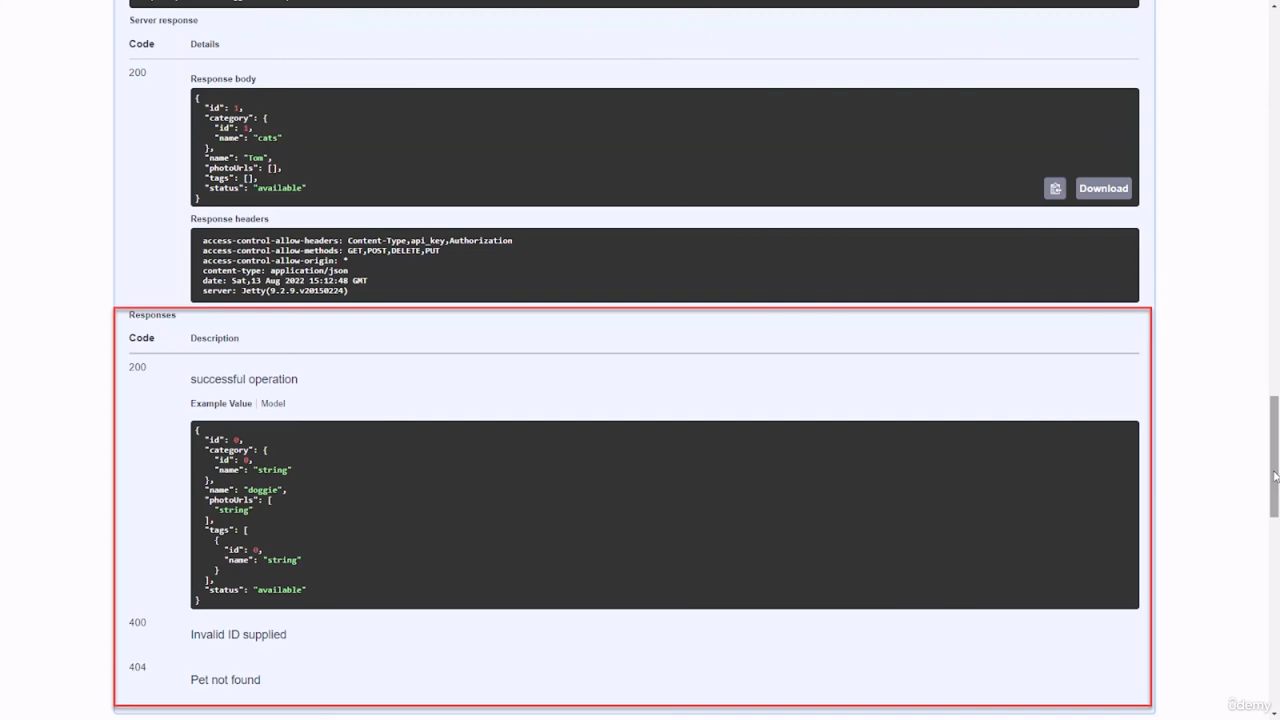 Server response
Code Details
200
Response body
{
"id": 1,
"category": {
"id": 1,
"name": "cats"
},
"name": "Tom",
"photoUrls": [],
"tags": [],
"status": "available"
}
Download
Response headers
access-control-allow-headers: Content-Type,api_key,Authorization
access-control-allow-methods: GET,POST,DELETE,PUT
access-control-allow-origin: *
content-type: application/json
date: Sat,13 Aug 2022 15:12:48 GMT
server: Jetty(9.2.9.v20150224)
Responses
Code Description
200
successful operation
Example Value Model
{
"id": 0,
"category": {
"id": 0,
"name": "string"
},
"name": "doggie",
"photoUrls": [
"string"
],
"tags": [
{
"id": 0,
"name": "string"
}
],
"status": "available"
}
400
Invalid ID supplied
404
Pet not found
ûdemy